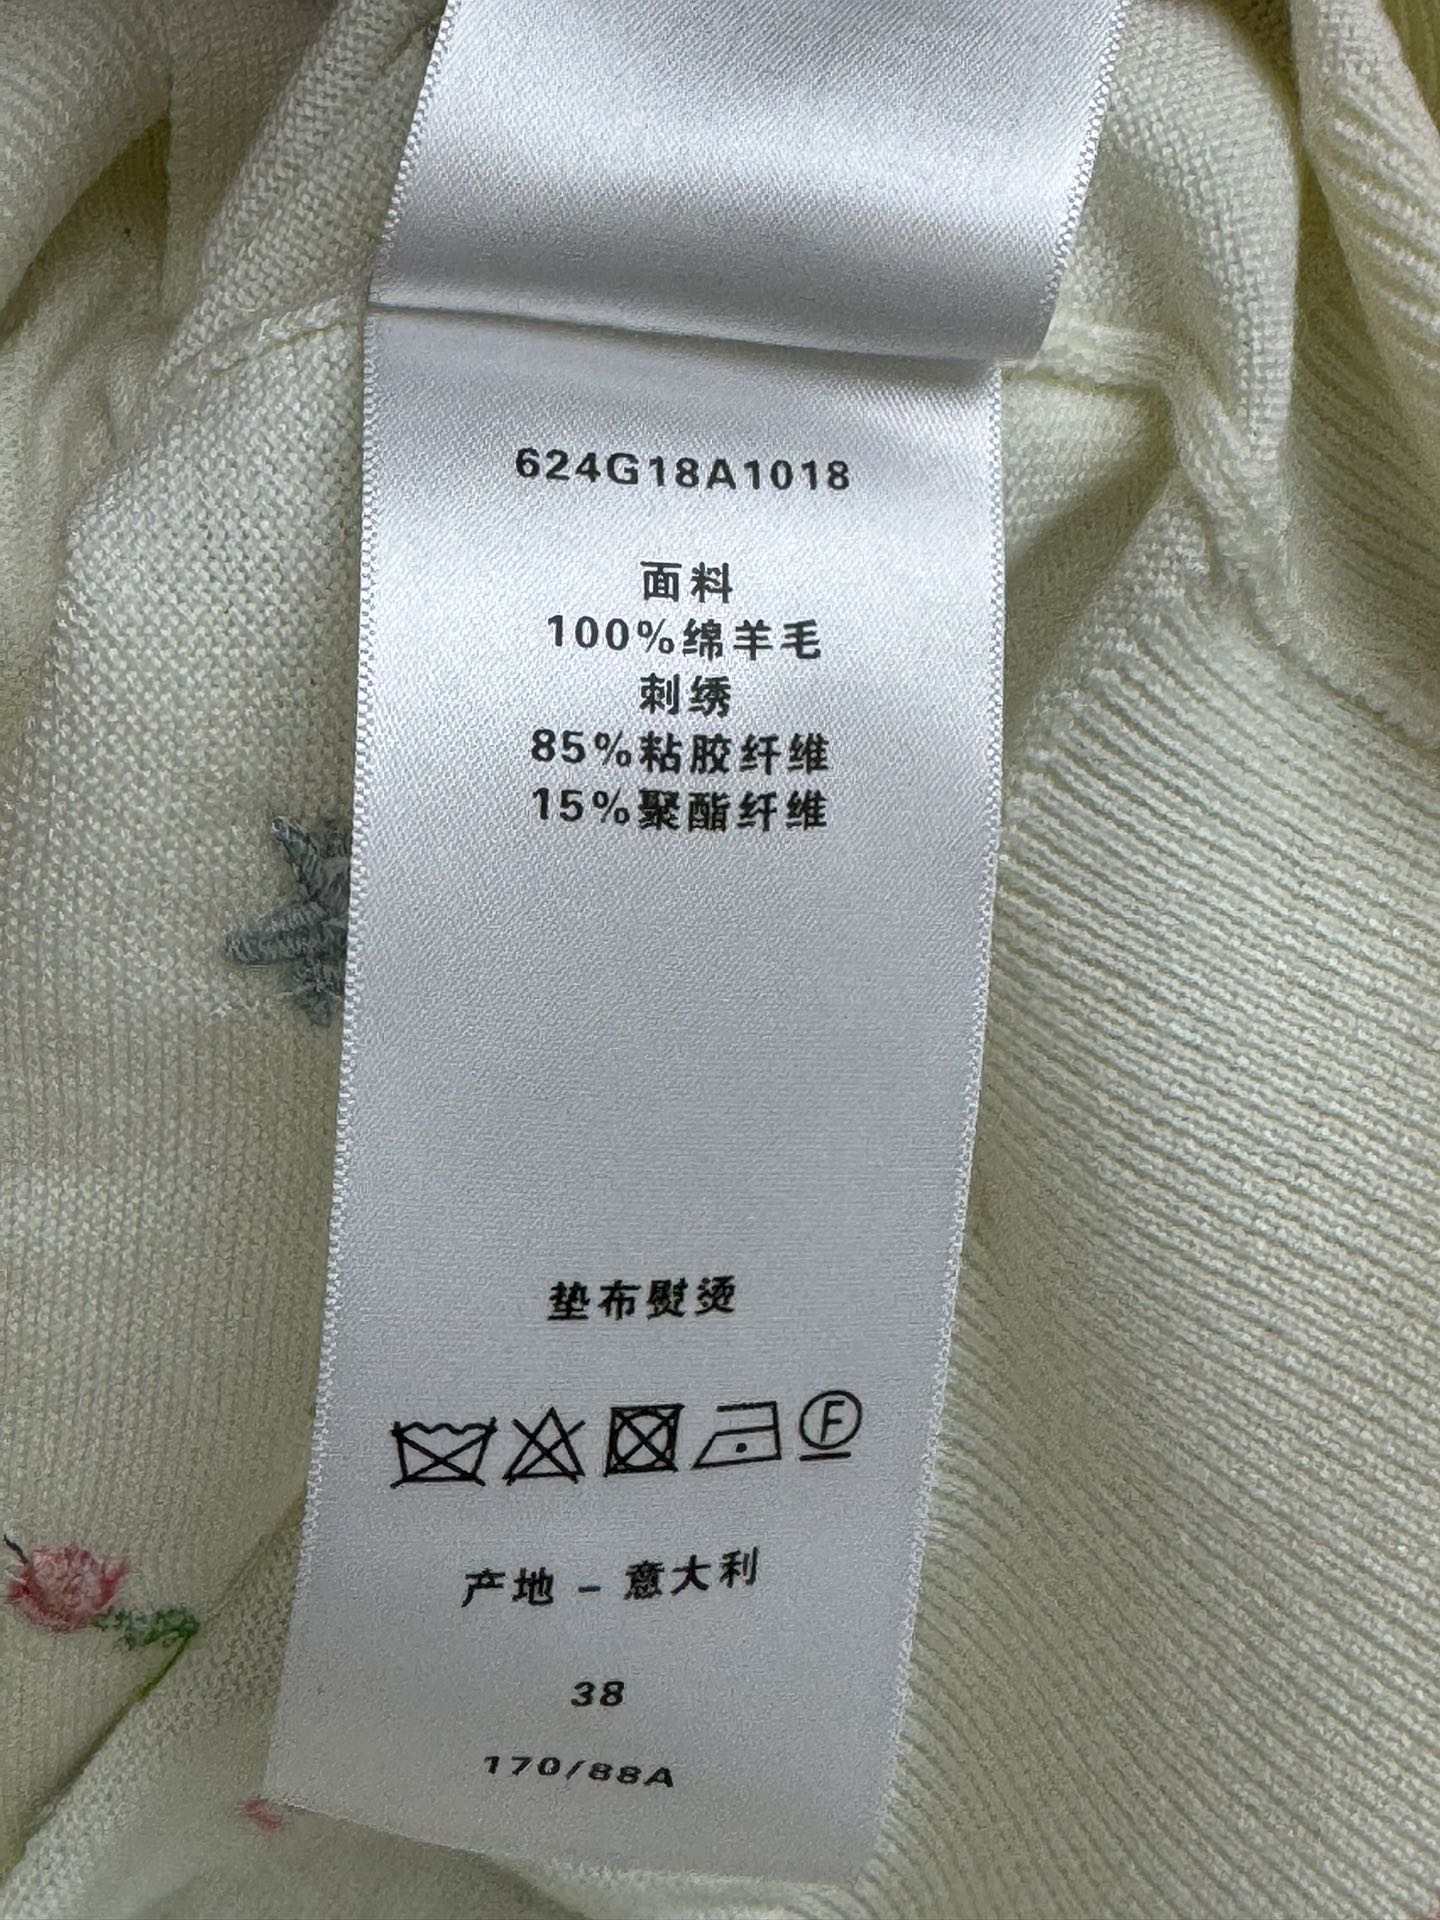 624G18A1018
面料
100%绵羊毛
刺绣
85%粘胶纤维
15%聚酯纤维
垫布熨烫
F
产地 – 意大利
38
170/88A